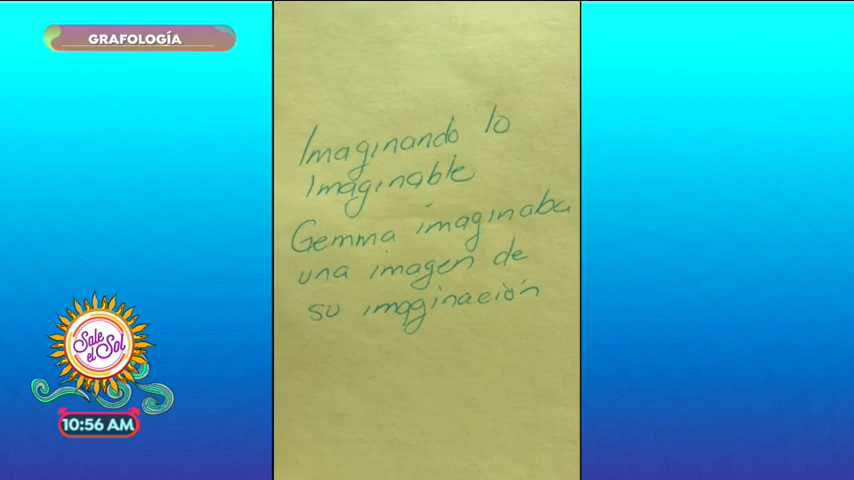 GRAFOLOGÍA
Imaginando lo
Imaginable
Gemma imaginaba
una imagen de
su imaginación
Sale
el Sol
10:56 AM